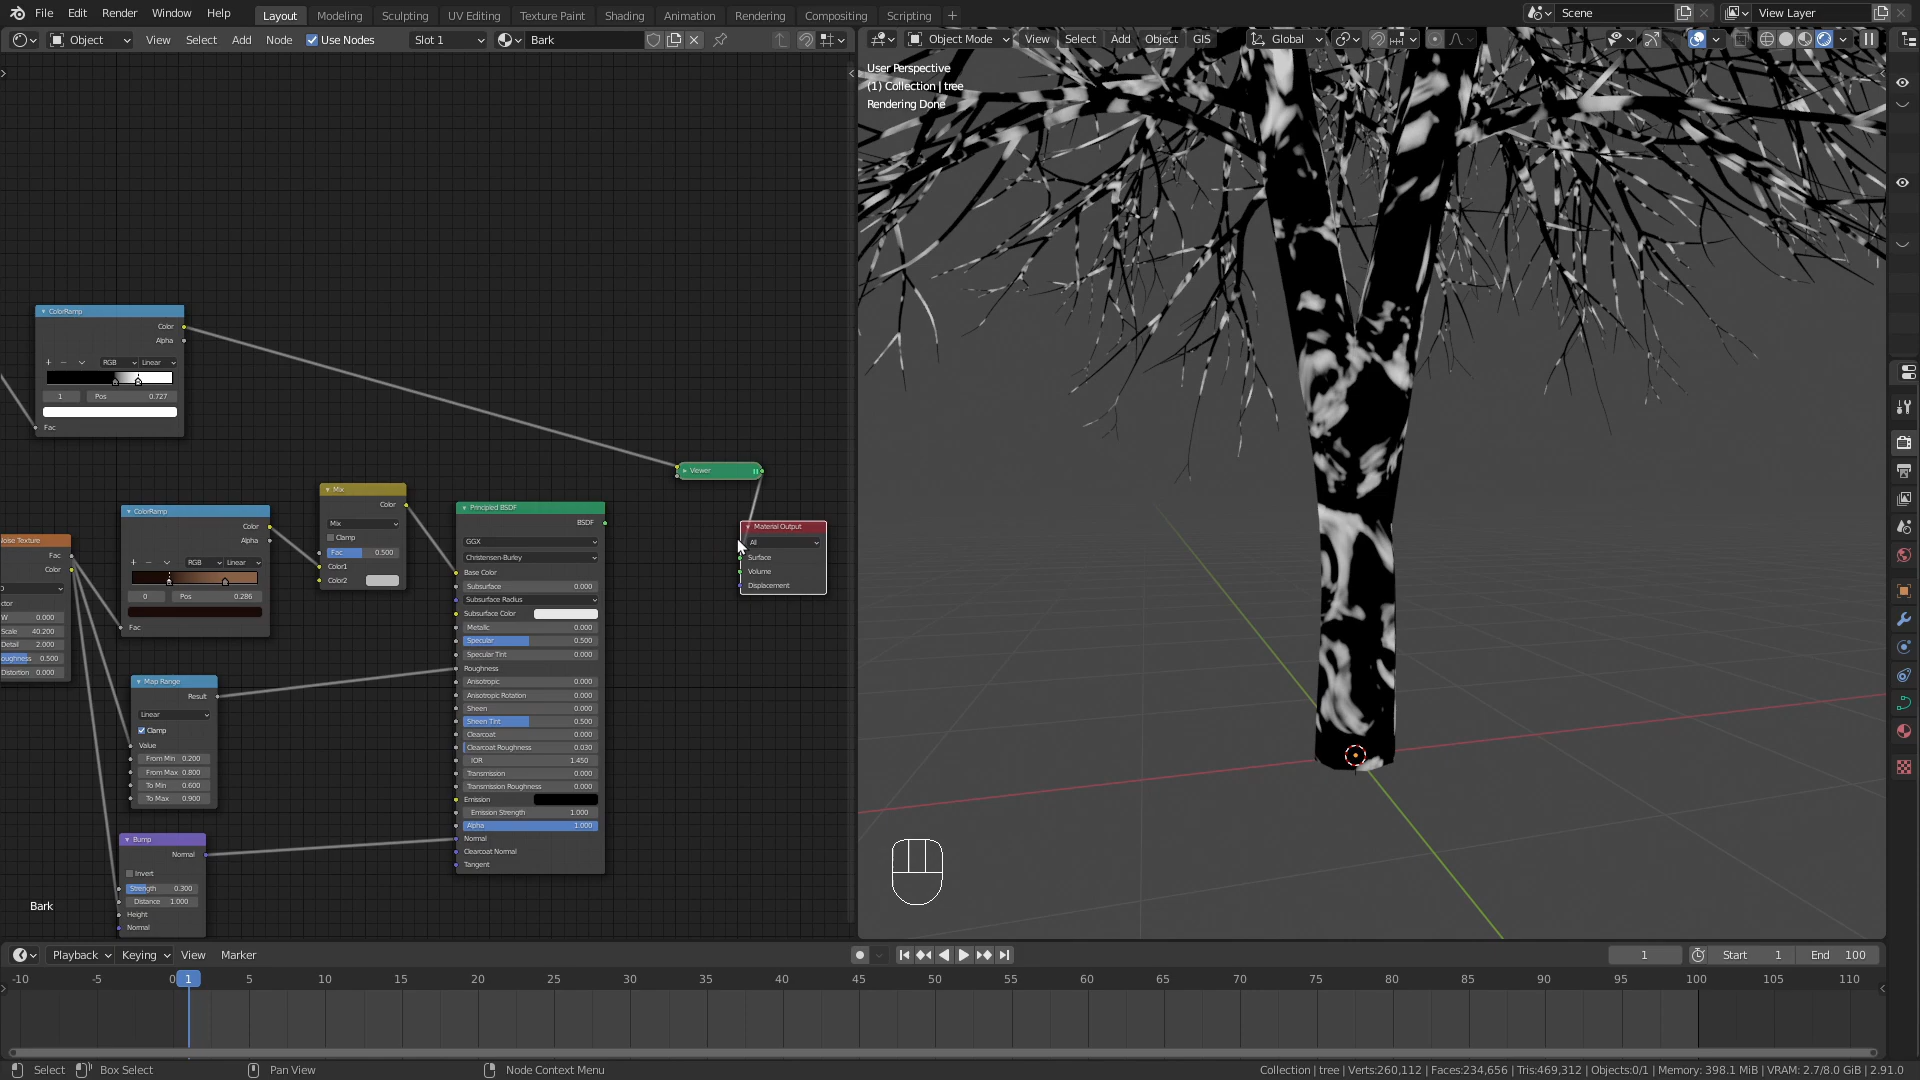 File Edit Render Window Help Layout Modeling Sculpting UV Editing Texture Paint Shading Animation Rendering Compositing Scripting + Scene View Layer
Object View Select Add Node Use Nodes Slot 1 Bark
Object Mode View Select Add Object GIS Global
User Perspective
(1) Collection | tree
Rendering Done
ColorRamp
Color
Alpha
RGB Linear
1 Pos 0.727
Fac
Viewer
Material Output
All
Surface
Volume
Displacement
Mix
Color
Mix
Clamp
Fac 0.500
Color1
Color2
Principled BSDF
BSDF
GGX
Christensen-Burley
Base Color
Subsurface 0.000
Subsurface Radius
Subsurface Color
Metallic 0.000
Specular 0.500
Specular Tint 0.000
Roughness
Anisotropic 0.000
Anisotropic Rotation 0.000
Sheen 0.000
Sheen Tint 0.500
Clearcoat 0.000
Clearcoat Roughness 0.030
IOR 1.450
Transmission 0.000
Transmission Roughness 0.000
Emission
Emission Strength 1.000
Alpha 1.000
Normal
Clearcoat Normal
Tangent
ColorRamp
Color
Alpha
RGB Linear
0 Pos 0.286
Fac
oise Texture
Fac
Color
W 0.000
Scale 40.200
Detail 2.000
oughness 0.500
Distortion 0.000
Map Range
Result
Linear
Clamp
Value
From Min 0.200
From Max 0.800
To Min 0.600
To Max 0.900
Bump
Normal
Invert
Strength 0.300
Distance 1.000
Height
Normal
Bark
Playback Keying View Marker 1 Start 1 End 100
-10 -5 0 1 5 10 15 20 25 30 35 40 45 50 55 60 65 70 75 80 85 90 95 100 105 110
Select Box Select Pan View Node Context Menu Collection | tree | Verts:260,112 | Faces:234,656 | Tris:469,312 | Objects:0/1 | Memory: 398.1 MiB | VRAM: 2.7/8.0 GiB | 2.91.0